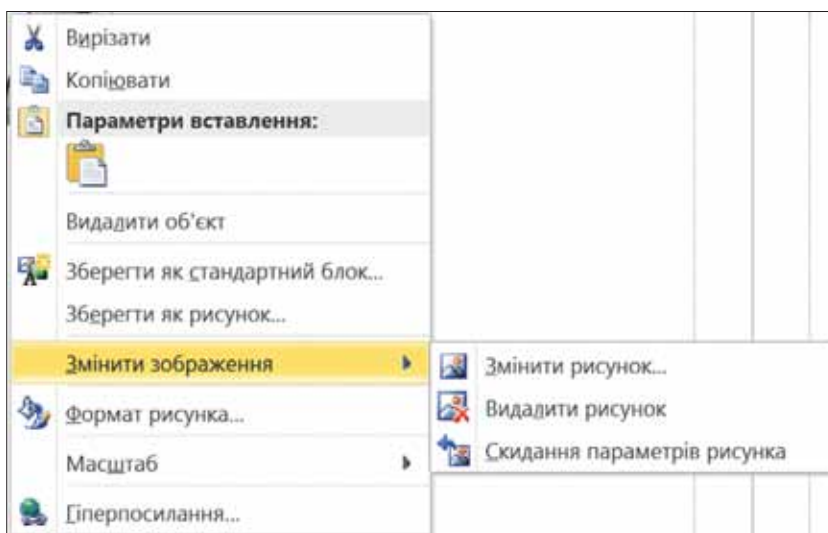 Вирізати
Копіювати
Параметри вставлення:
Видалити об'єкт
Зберегти як стандартний блок...
Зберегти як рисунок...
Змінити зображення
Змінити рисунок...
Видалити рисунок
Скидання параметрів рисунка
Формат рисунка...
Масштаб
Гіперпосилання...